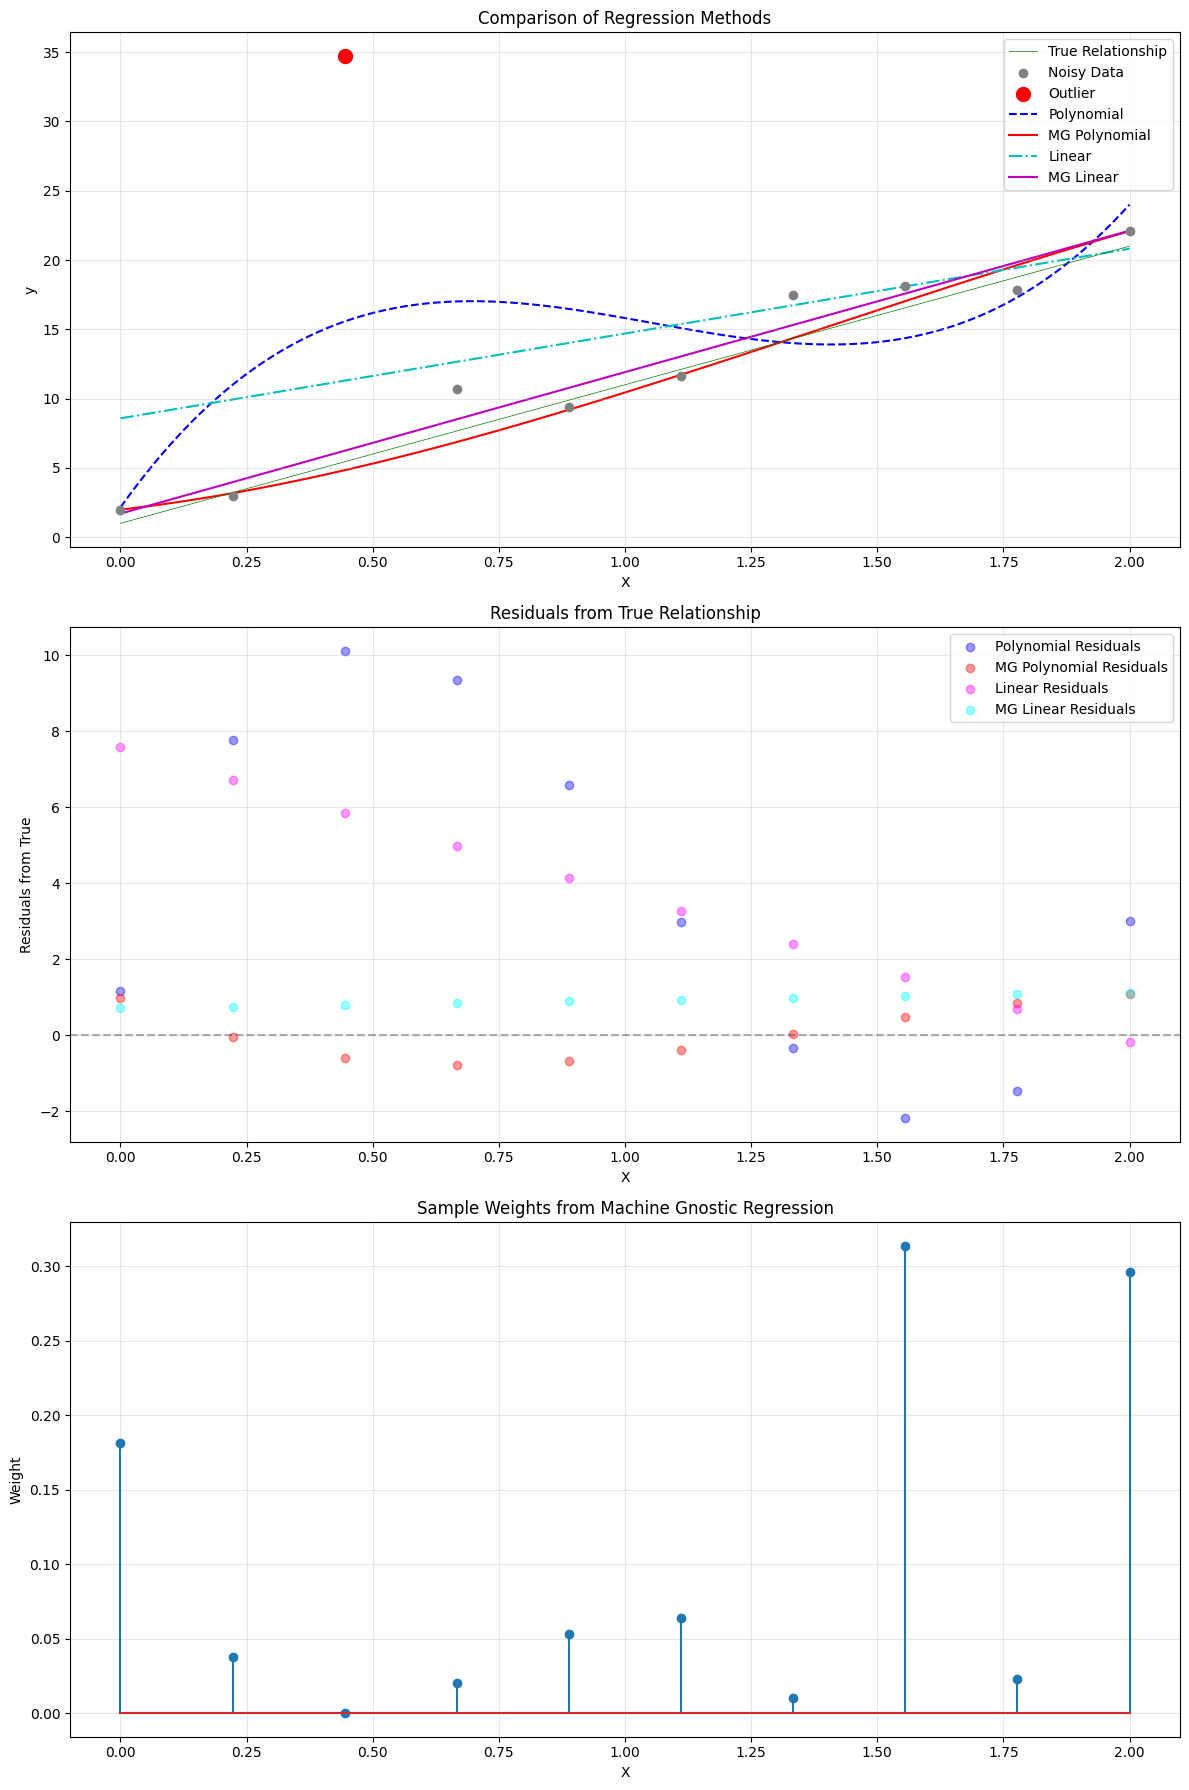 Comparison of Regression Methods
35
30
25
20
15
10
5
0
y
True Relationship
Noisy Data
Outlier
Polynomial
MG Polynomial
Linear
MG Linear
0.00 0.25 0.50 0.75 1.00 1.25 1.50 1.75 2.00
X
Residuals from True Relationship
10
8
6
4
2
0
−2
Residuals from True
Polynomial Residuals
MG Polynomial Residuals
Linear Residuals
MG Linear Residuals
0.00 0.25 0.50 0.75 1.00 1.25 1.50 1.75 2.00
X
Sample Weights from Machine Gnostic Regression
0.30
0.25
0.20
0.15
0.10
0.05
0.00
Weight
0.00 0.25 0.50 0.75 1.00 1.25 1.50 1.75 2.00
X